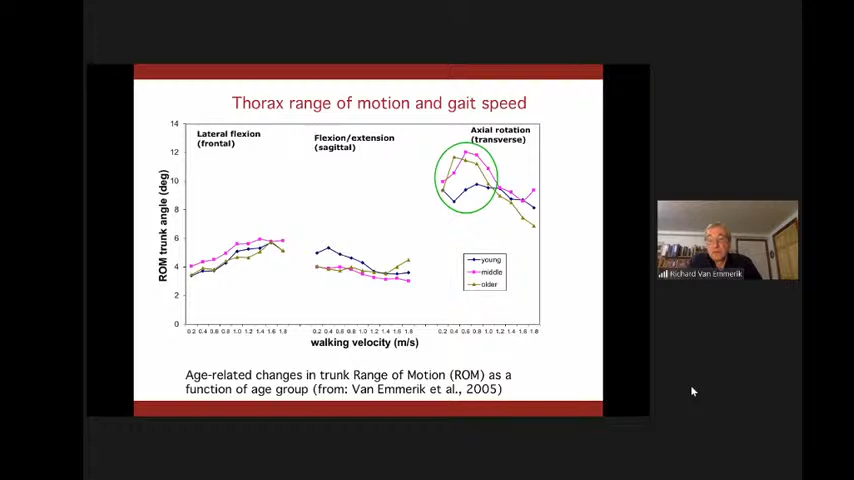 Thorax range of motion and gait speed
14
12
10
8
6
4
2
0
ROM trunk angle (deg)
Lateral flexion
(frontal)
Flexion/extension
(sagittal)
Axial rotation
(transverse)
young
middle
older
0.2 0.4 0.6 0.8 1.0 1.2 1.4 1.6 1.8
0.2 0.4 0.6 0.8 1.0 1.2 1.4 1.6 1.8
0.2 0.4 0.6 0.8 1.0 1.2 1.4 1.6 1.8
walking velocity (m/s)
Age-related changes in trunk Range of Motion (ROM) as a
function of age group (from: Van Emmerik et al., 2005)
Richard Van Emmerik